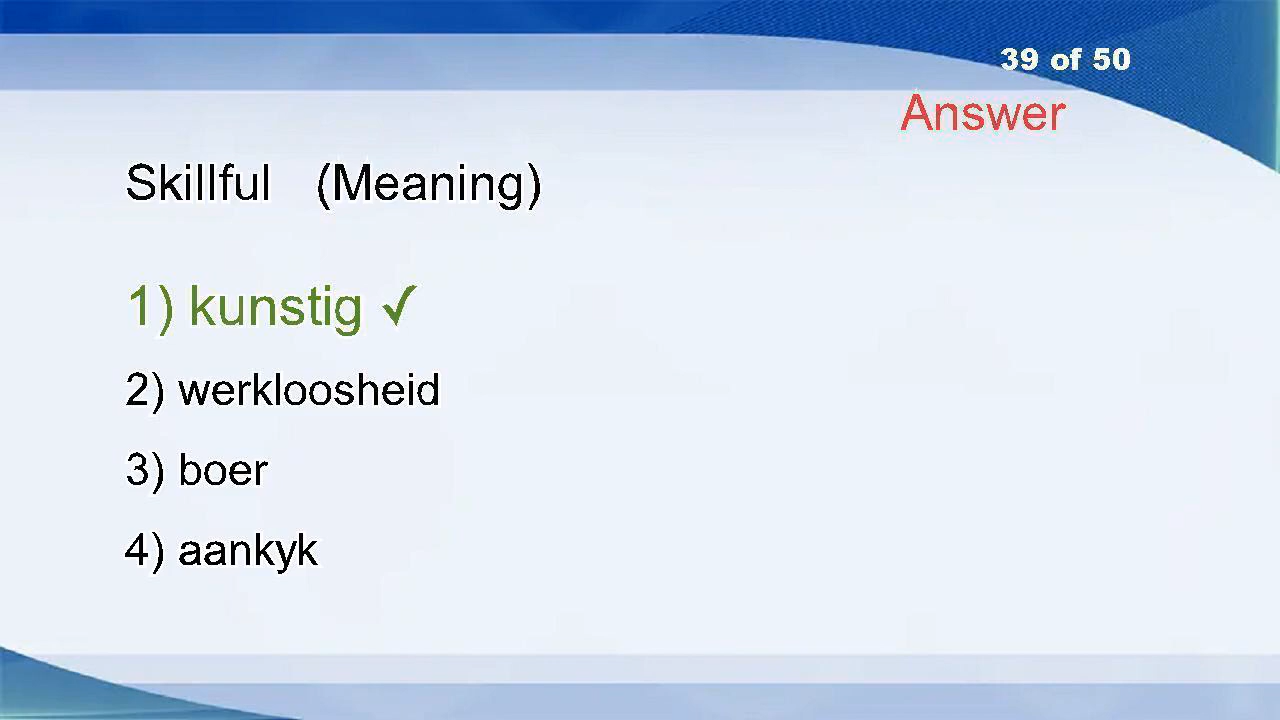 39 of 50
Answer
Skillful (Meaning)
1) kunstig ✓
2) werkloosheid
3) boer
4) aankyk